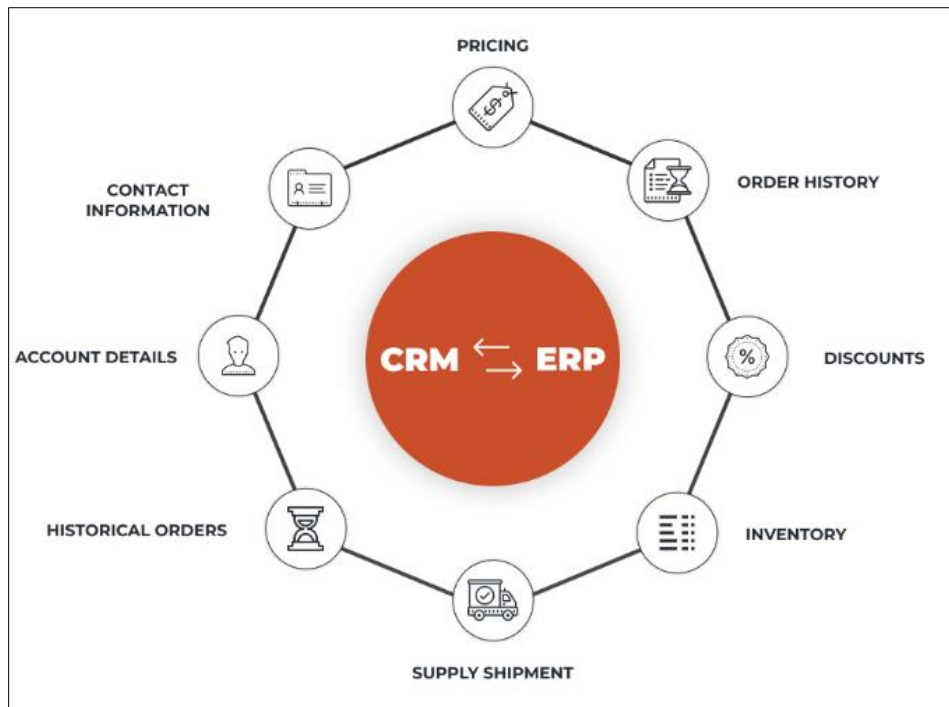 PRICING
ORDER HISTORY
CONTACT
INFORMATION
$
%
CRM ERP
ACCOUNT DETAILS
DISCOUNTS
HISTORICAL ORDERS
INVENTORY
SUPPLY SHIPMENT